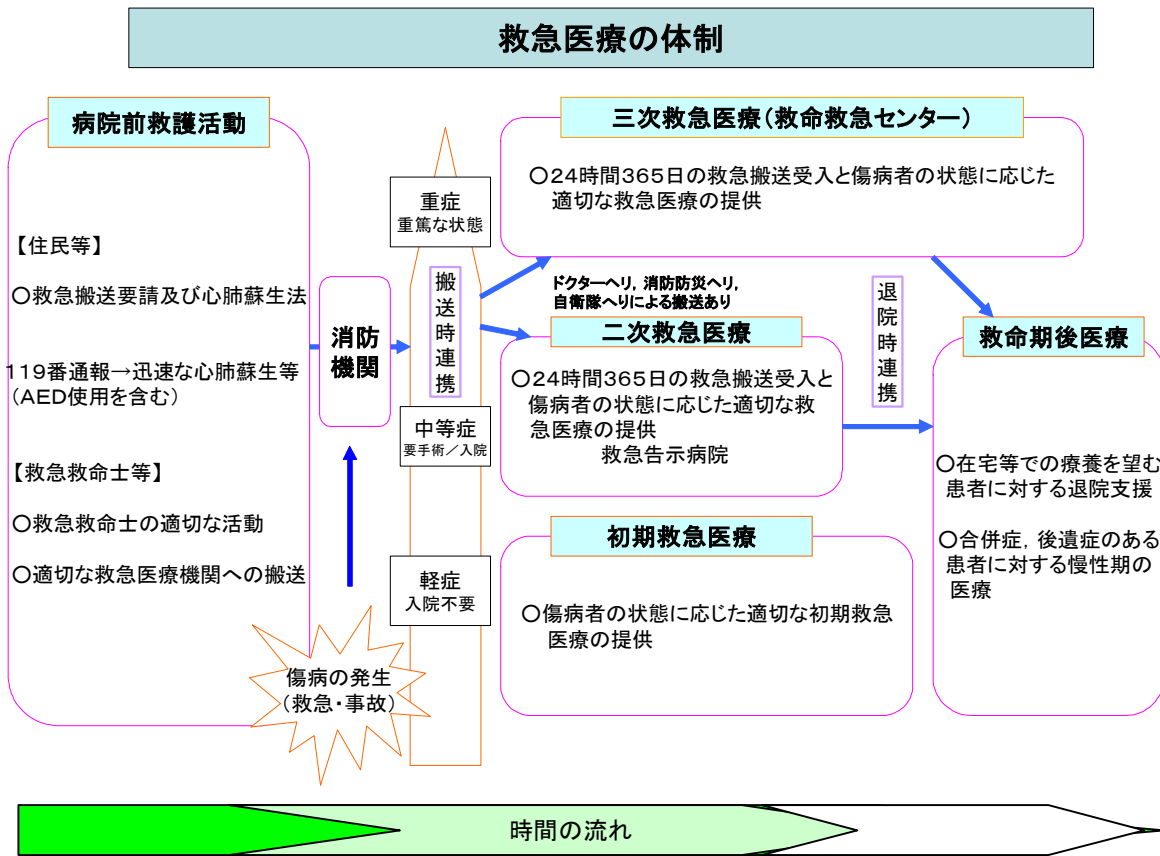 救急医療の体制
病院前救護活動
【住民等】
○救急搬送要請及び心肺蘇生法
119番通報→迅速な心肺蘇生等
（AED使用を含む）
【救急救命士等】
○救急救命士の適切な活動
○適切な救急医療機関への搬送
消防
機関
傷病の発生
（救急・事故）
重症
重篤な状態
搬送時連携
中等症
要手術／入院
軽症
入院不要
三次救急医療（救命救急センター）
○24時間365日の救急搬送受入と傷病者の状態に応じた
適切な救急医療の提供
ドクターヘリ，消防防災ヘリ，
自衛隊へりによる搬送あり
二次救急医療
○24時間365日の救急搬送受入と
傷病者の状態に応じた適切な救
急医療の提供
救急告示病院
初期救急医療
○傷病者の状態に応じた適切な初期救急
医療の提供
退院時連携
救命期後医療
○在宅等での療養を望む
患者に対する退院支援
○合併症，後遺症のある
患者に対する慢性期の
医療
時間の流れ